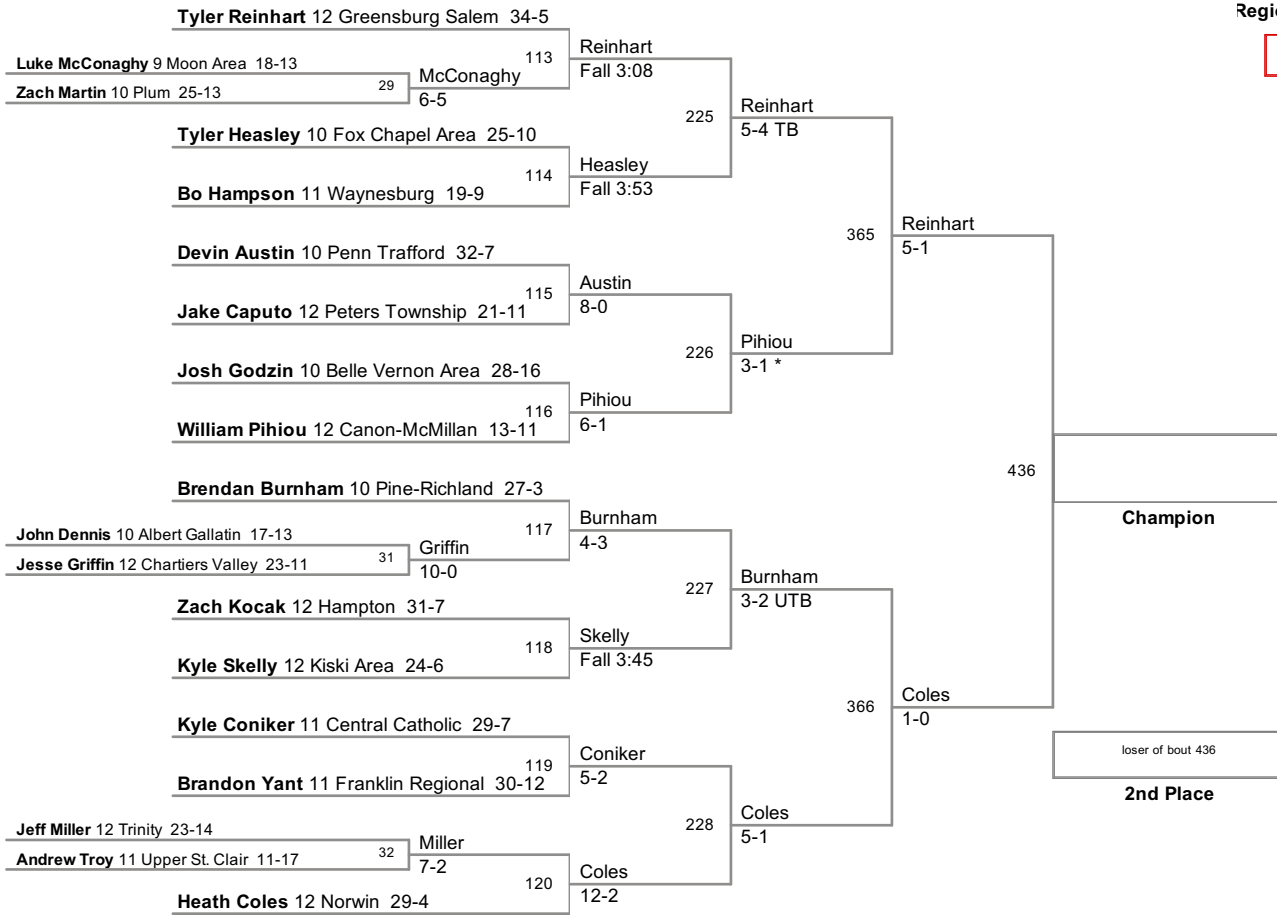 Tyler Reinhart 12 Greensburg Salem 34-5
Regi
113
Reinhart
Fall 3:08
Luke McConaghy 9 Moon Area 18-13
Zach Martin 10 Plum 25-13
29
McConaghy
6-5
225
Reinhart
5-4 TB
Tyler Heasley 10 Fox Chapel Area 25-10
114
Heasley
Fall 3:53
Bo Hampson 11 Waynesburg 19-9
365
Reinhart
5-1
Devin Austin 10 Penn Trafford 32-7
115
Austin
8-0
Jake Caputo 12 Peters Township 21-11
226
Pihiou
3-1 *
Josh Godzin 10 Belle Vernon Area 28-16
116
Pihiou
6-1
William Pihiou 12 Canon-McMillan 13-11
436
Champion
Brendan Burnham 10 Pine-Richland 27-3
117
Burnham
4-3
John Dennis 10 Albert Gallatin 17-13
Jesse Griffin 12 Chartiers Valley 23-11
31
Griffin
10-0
227
Burnham
3-2 UTB
Zach Kocak 12 Hampton 31-7
118
Skelly
Fall 3:45
Kyle Skelly 12 Kiski Area 24-6
366
Coles
1-0
Kyle Coniker 11 Central Catholic 29-7
119
Coniker
5-2
Brandon Yant 11 Franklin Regional 30-12
loser of bout 436
2nd Place
228
Coles
5-1
Jeff Miller 12 Trinity 23-14
Andrew Troy 11 Upper St. Clair 11-17
32
Miller
7-2
120
Coles
12-2
Heath Coles 12 Norwin 29-4